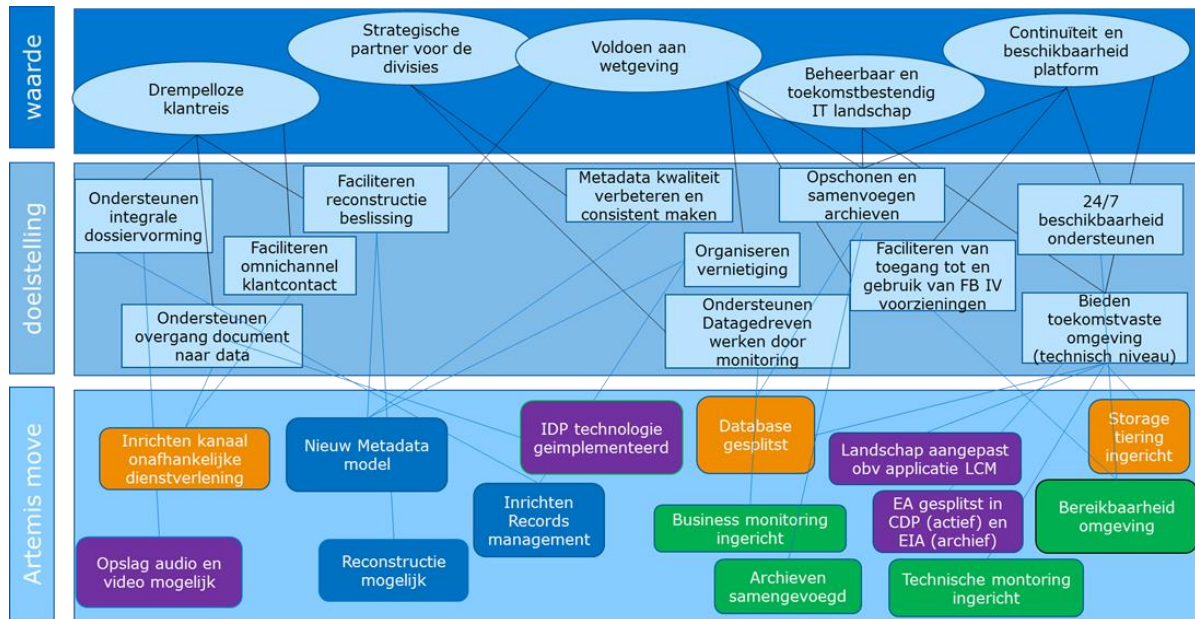 waarde
Strategische
partner voor de
divisies
Voldoen aan
wetgeving
Continuïteit en
beschikbaarheid
platform
Drempelloze
klantreis
Beheerbaar en
toekomstbestendig
IT landschap
doelstelling
Ondersteunen
integrale
dossiervorming
Faciliteren
reconstructie
beslissing
Metadata kwaliteit
verbeteren en
consistent maken
Opschonen en
samenvoegen
archieven
24/7
beschikbaarheid
ondersteunen
Faciliteren
omnichannel
klantcontact
Organiseren
vernietiging
Faciliteren van
toegang tot en
gebruik van FB IV
voorzieningen
Ondersteunen
overgang document
naar data
Ondersteunen
Datagedreven
werken door
monitoring
Bieden
toekomstvaste
omgeving
(technisch niveau)
Artemis move
Inrichten kanaal
onafhankelijke
dienstverlening
Nieuw Metadata
model
IDP technologie
geimplementeerd
Database
gesplitst
Landschap aangepast
obv applicatie LCM
Storage
tiering
ingericht
Inrichten
Records
management
Business monitoring
ingericht
EA gesplitst in
CDP (actief) en
EIA (archief)
Bereikbaarheid
omgeving
Opslag audio en
video mogelijk
Reconstructie
mogelijk
Archieven
samengevoegd
Technische montoring
ingericht